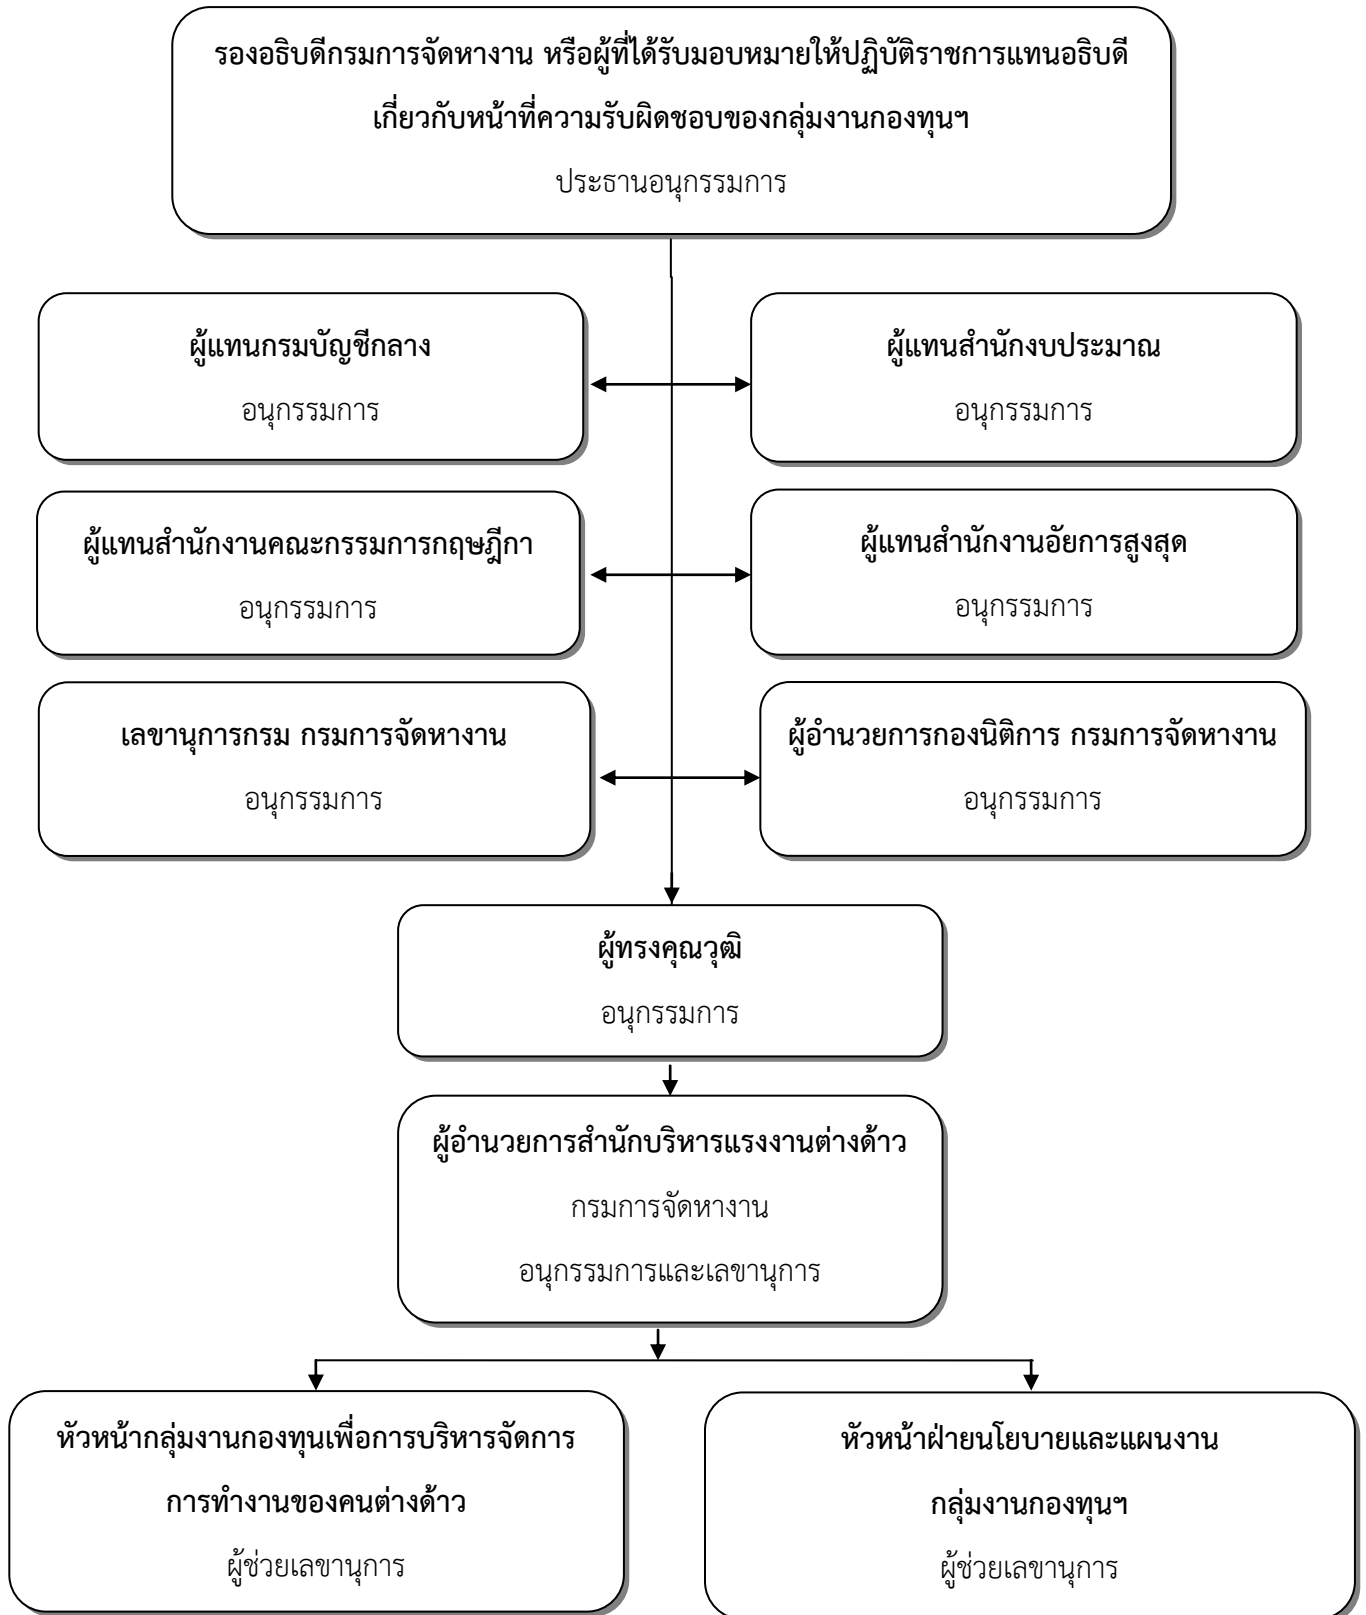 รองอธิบดีกรมการจัดหางาน หรือผู้ที่ได้รับมอบหมายให้ปฏิบัติราชการแทนอธิบดี
เกี่ยวกับหน้าที่ความรับผิดชอบของกลุ่มงานกองทุนฯ
ประธานอนุกรรมการ
ผู้แทนกรมบัญชีกลาง
อนุกรรมการ
ผู้แทนสำนักงบประมาณ
อนุกรรมการ
ผู้แทนสำนักงานคณะกรรมการกฤษฎีกา
อนุกรรมการ
ผู้แทนสำนักงานอัยการสูงสุด
อนุกรรมการ
เลขานุการกรม กรมการจัดหางาน
อนุกรรมการ
ผู้อำนวยการกองนิติการ กรมการจัดหางาน
อนุกรรมการ
ผู้ทรงคุณวุฒิ
อนุกรรมการ
ผู้อำนวยการสำนักบริหารแรงงานต่างด้าว
กรมการจัดหางาน
อนุกรรมการและเลขานุการ
หัวหน้ากลุ่มงานกองทุนเพื่อการบริหารจัดการ
การทำงานของคนต่างด้าว
ผู้ช่วยเลขานุการ
หัวหน้าฝ่ายนโยบายและแผนงาน
กลุ่มงานกองทุนฯ
ผู้ช่วยเลขานุการ